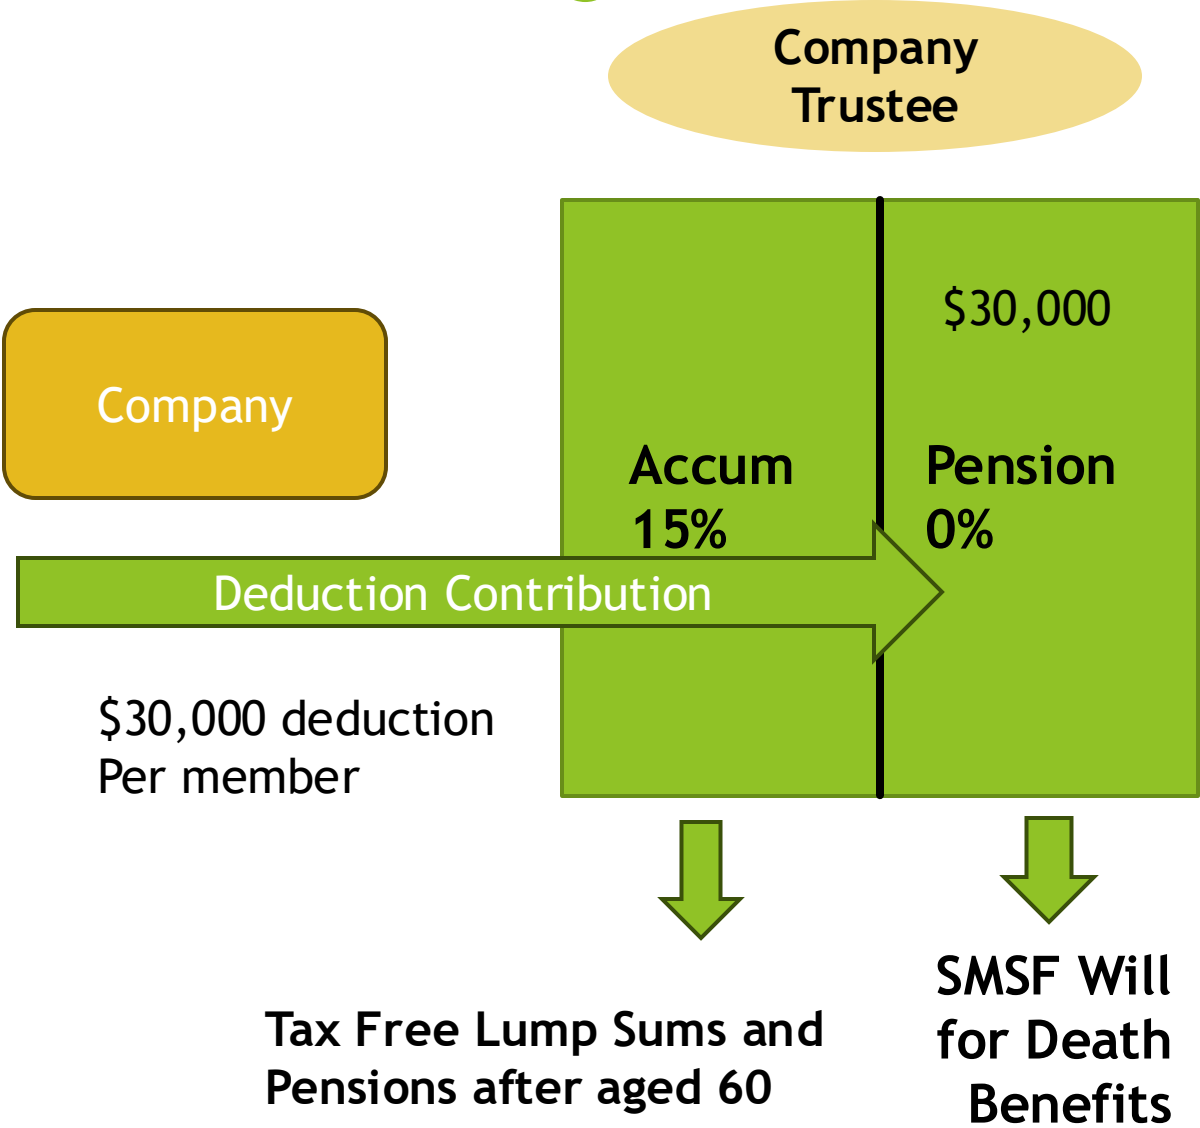 Company
Trustee
$30,000
Company
Accum
15%
Pension
0%
Deduction Contribution
$30,000 deduction
Per member
Tax Free Lump Sums and
Pensions after aged 60
SMSF Will
for Death
Benefits